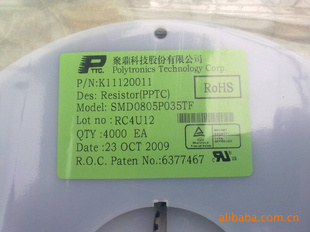 聚鼎科技股份有限公司
PTTC. Polytronics Technology Corp.
P/N:K11120011
RoHS
Des: Resistor(PPTC)
Model: SMD0805P035TF
Lot no: RC4U12
QTY: 4000 EA
Date: 23 OCT 2009
R.O.C. Paten No.: 6377467
alibaba.com.cn